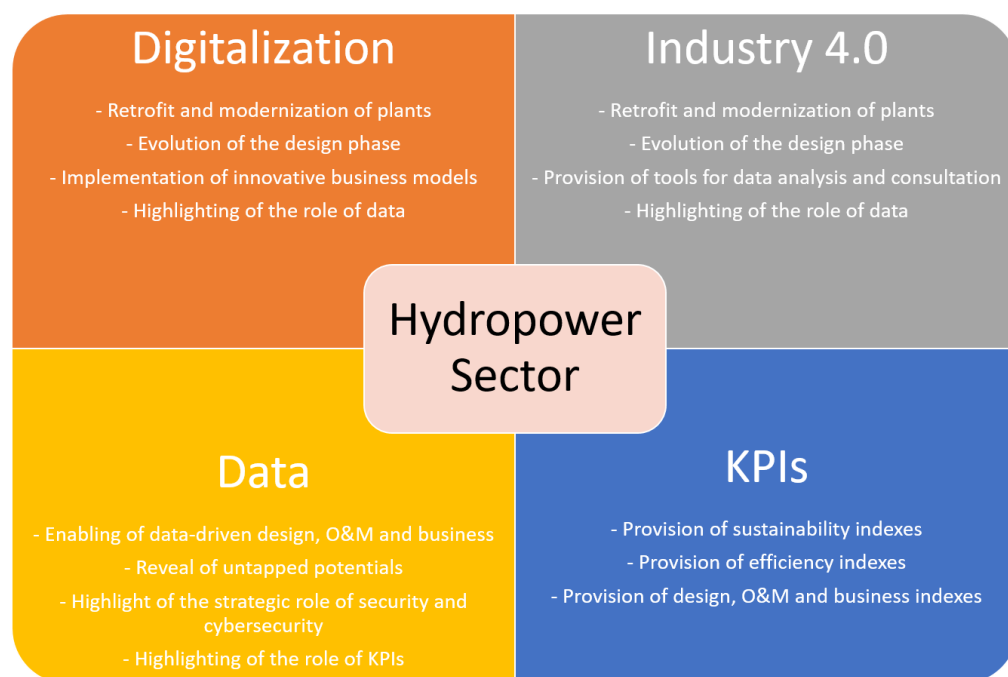 Digitalization
- Retrofit and modernization of plants
- Evolution of the design phase
- Implementation of innovative business models
- Highlighting of the role of data
Industry 4.0
- Retrofit and modernization of plants
- Evolution of the design phase
- Provision of tools for data analysis and consultation
- Highlighting of the role of data
Hydropower
Sector
Data
- Enabling of data-driven design, O&M and business
- Reveal of untapped potentials
- Highlight of the strategic role of security and
cybersecurity
- Highlighting of the role of KPIs
KPIs
- Provision of sustainability indexes
- Provision of efficiency indexes
- Provision of design, O&M and business indexes